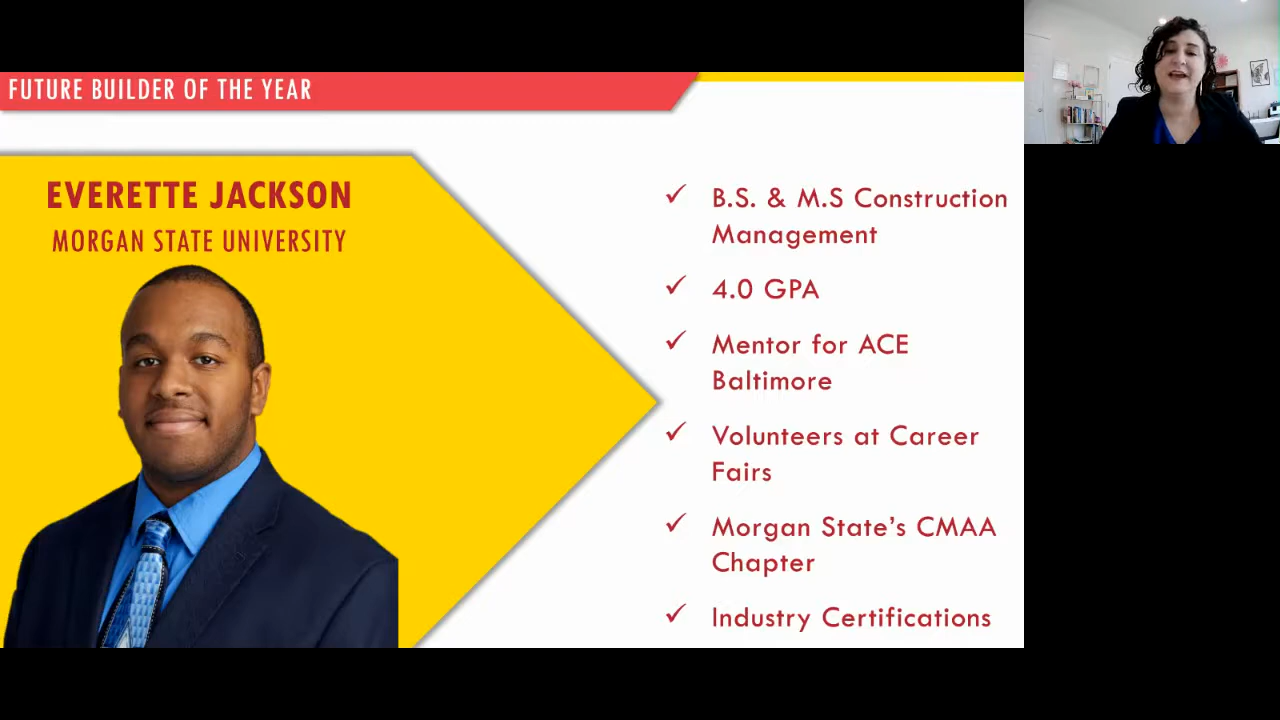 FUTURE BUILDER OF THE YEAR
EVERETTE JACKSON
MORGAN STATE UNIVERSITY
✓ B.S. & M.S Construction
Management
✓ 4.0 GPA
✓ Mentor for ACE
Baltimore
✓ Volunteers at Career
Fairs
✓ Morgan State’s CMAA
Chapter
✓ Industry Certifications